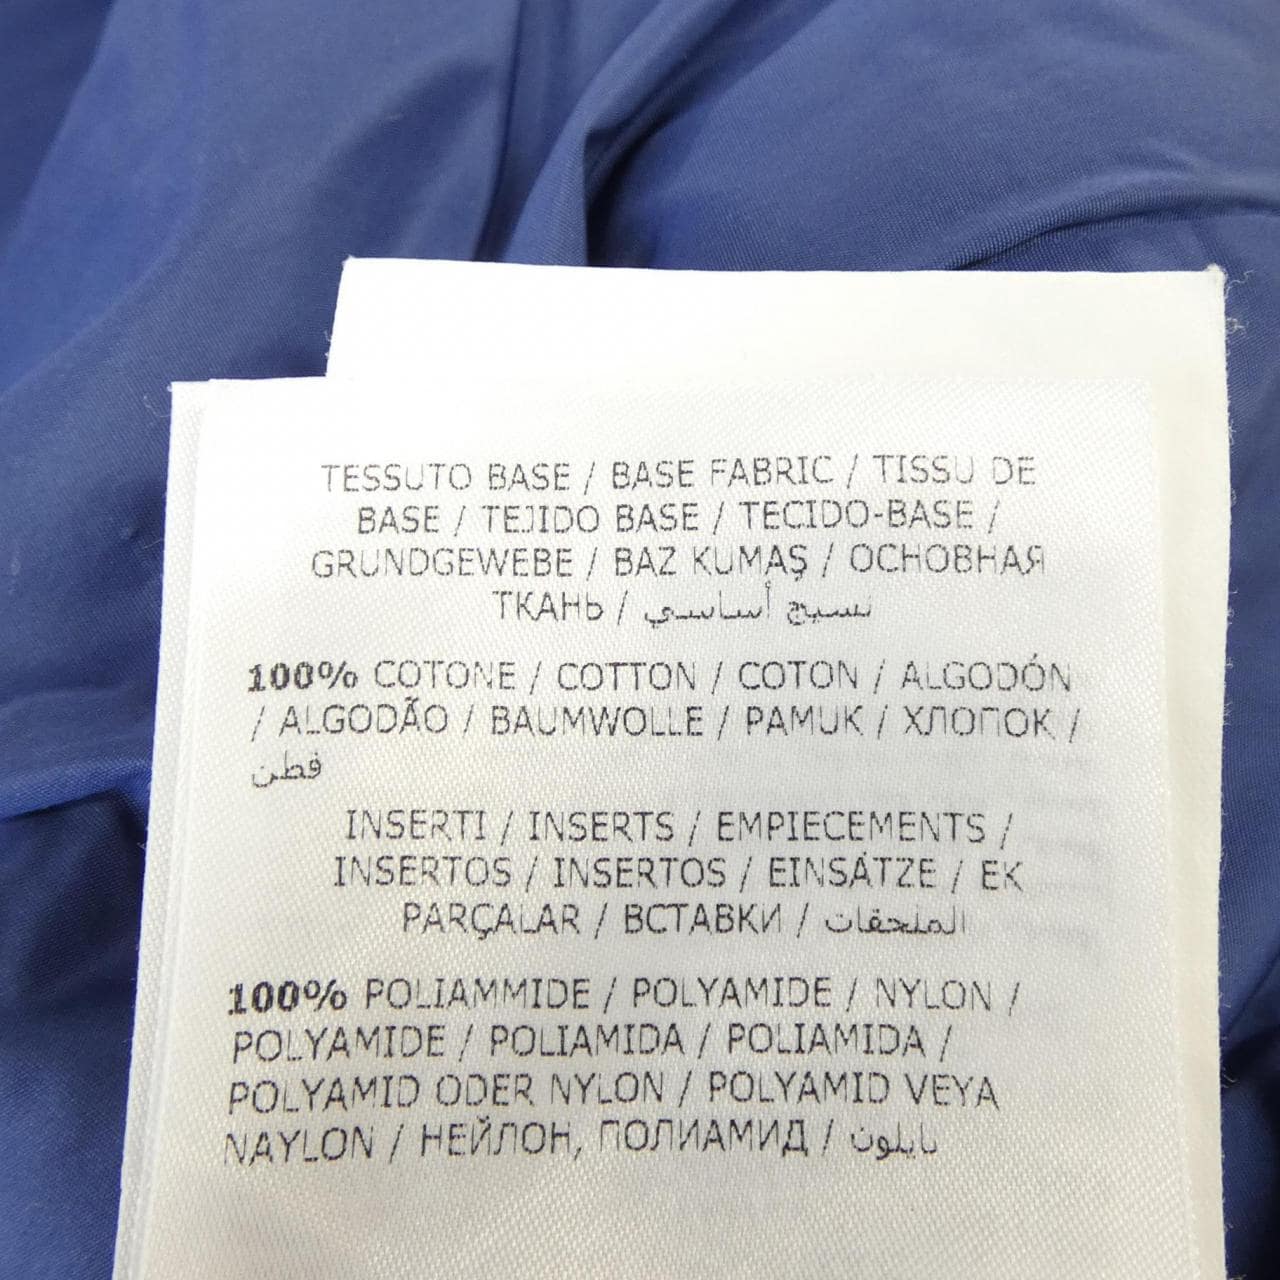 TESSUTO BASE / BASE FABRIC / TISSU DE
BASE / TEJIDO BASE / TECIDO-BASE /
GRUNDGEWEBE / BAZ KUMAŞ / ОСНОВНАЯ
ТКАНЬ / نسيج أساسي
100% COTONE / COTTON / COTON / ALGODÓN
/ ALGODÃO / BAUMWOLLE / PAMUK / ХЛОПОК /
قطن
INSERTI / INSERTS / EMPIECEMENTS /
INSERTOS / INSERTOS / EINSÄTZE / EK
PARÇALAR / ВСТАВКИ / الملحقات
100% POLIAMMIDE / POLYAMIDE / NYLON /
POLYAMIDE / POLIAMIDA / POLIAMIDA /
POLYAMID ODER NYLON / POLYAMID VEYA
NAYLON / НЕЙЛОН, ПОЛИАМИД / نايلون